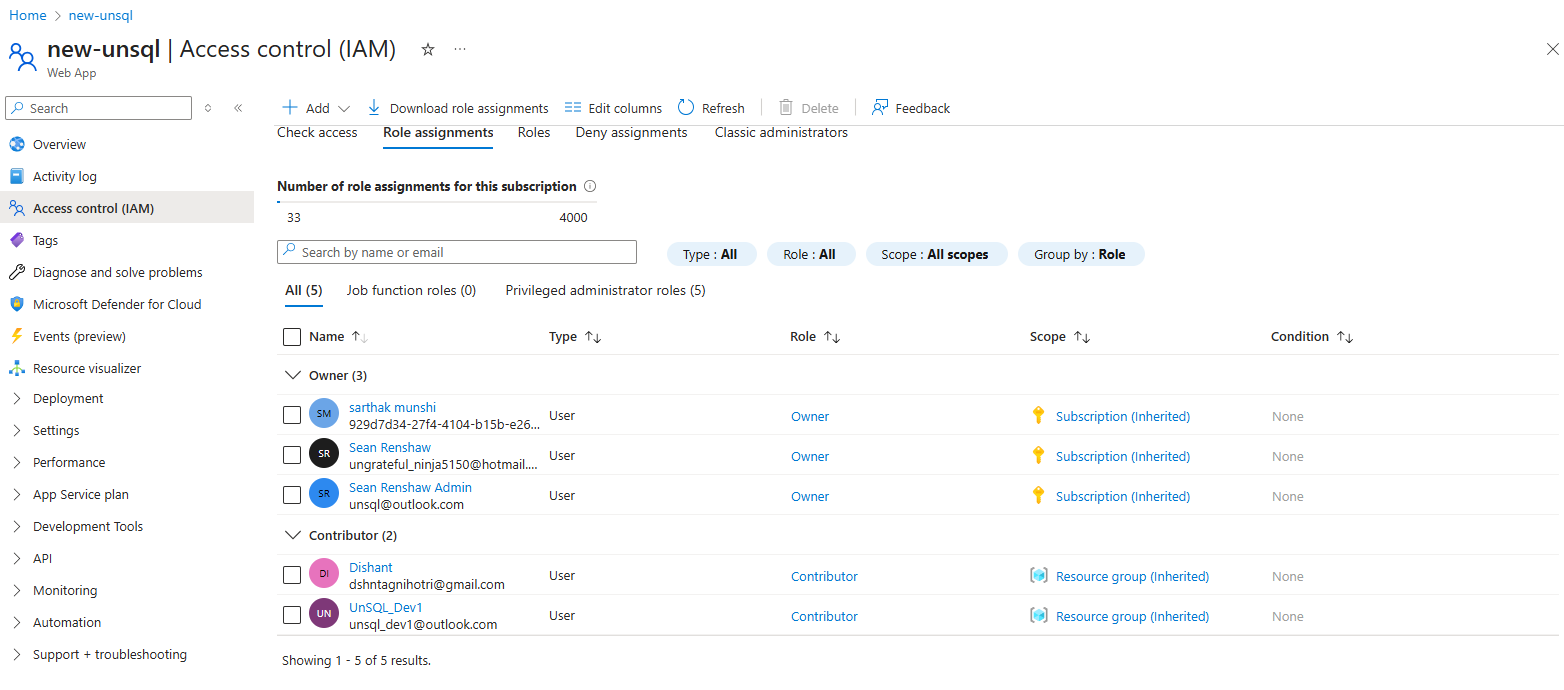 Home > new-unsql
new-unsql | Access control (IAM) ☆ ...
Web App
Search
Overview
Activity log
Access control (IAM)
Tags
Diagnose and solve problems
Microsoft Defender for Cloud
Events (preview)
Resource visualizer
Deployment
Settings
Performance
App Service plan
Development Tools
API
Monitoring
Automation
Support + troubleshooting
Add Download role assignments Edit columns Refresh Delete Feedback
Check access Role assignments Roles Deny assignments Classic administrators
Number of role assignments for this subscription
33 4000
Search by name or email Type : All Role : All Scope : All scopes Group by : Role
All (5) Job function roles (0) Privileged administrator roles (5)
Name Type Role Scope Condition
Owner (3)
SM sarthak munshi
929d7d34-27f4-4104-b15b-e26... User Owner Subscription (Inherited) None
SR Sean Renshaw
ungrateful_ninja5150@hotmail.... User Owner Subscription (Inherited) None
SR Sean Renshaw Admin
unsql@outlook.com User Owner Subscription (Inherited) None
Contributor (2)
DI Dishant
dshntagnihotri@gmail.com User Contributor Resource group (Inherited) None
UN UnSQL_Dev1
unsql_dev1@outlook.com User Contributor Resource group (Inherited) None
Showing 1 - 5 of 5 results.